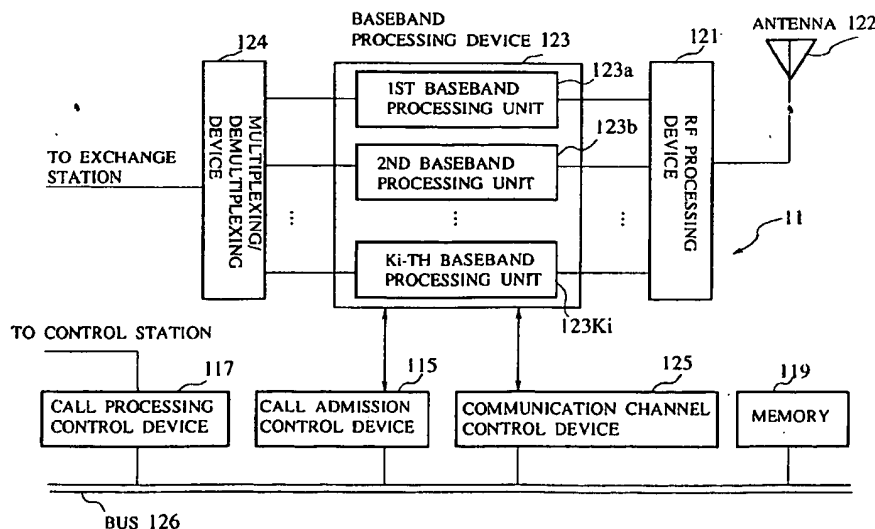 BASEBAND
PROCESSING DEVICE 123
ANTENNA 122
124
121
123a
1ST BASEBAND
PROCESSING UNIT
123b
2ND BASEBAND
PROCESSING UNIT
...
...
...
Ki-TH BASEBAND
PROCESSING UNIT
123Ki
MULTIPLEXING/
DEMULTIPLEXING
DEVICE
RF PROCESSING
DEVICE
TO EXCHANGE
STATION
11
TO CONTROL STATION
117
115
125
119
CALL PROCESSING
CONTROL DEVICE
CALL ADMISSION
CONTROL DEVICE
COMMUNICATION CHANNEL
CONTROL DEVICE
MEMORY
BUS 126